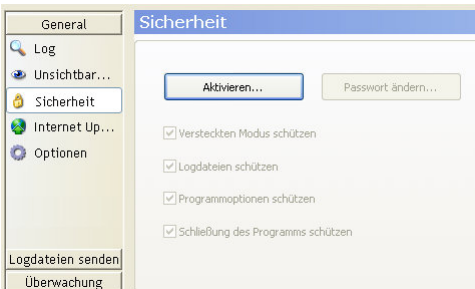 General
Sicherheit
Log
Unsichtbar...
Sicherheit
Internet Up...
Optionen
Logdateien senden
Überwachung
Aktivieren...
Passwort ändern...
Versteckten Modus schützen
Logdateien schützen
Programmoptionen schützen
Schließung des Programms schützen